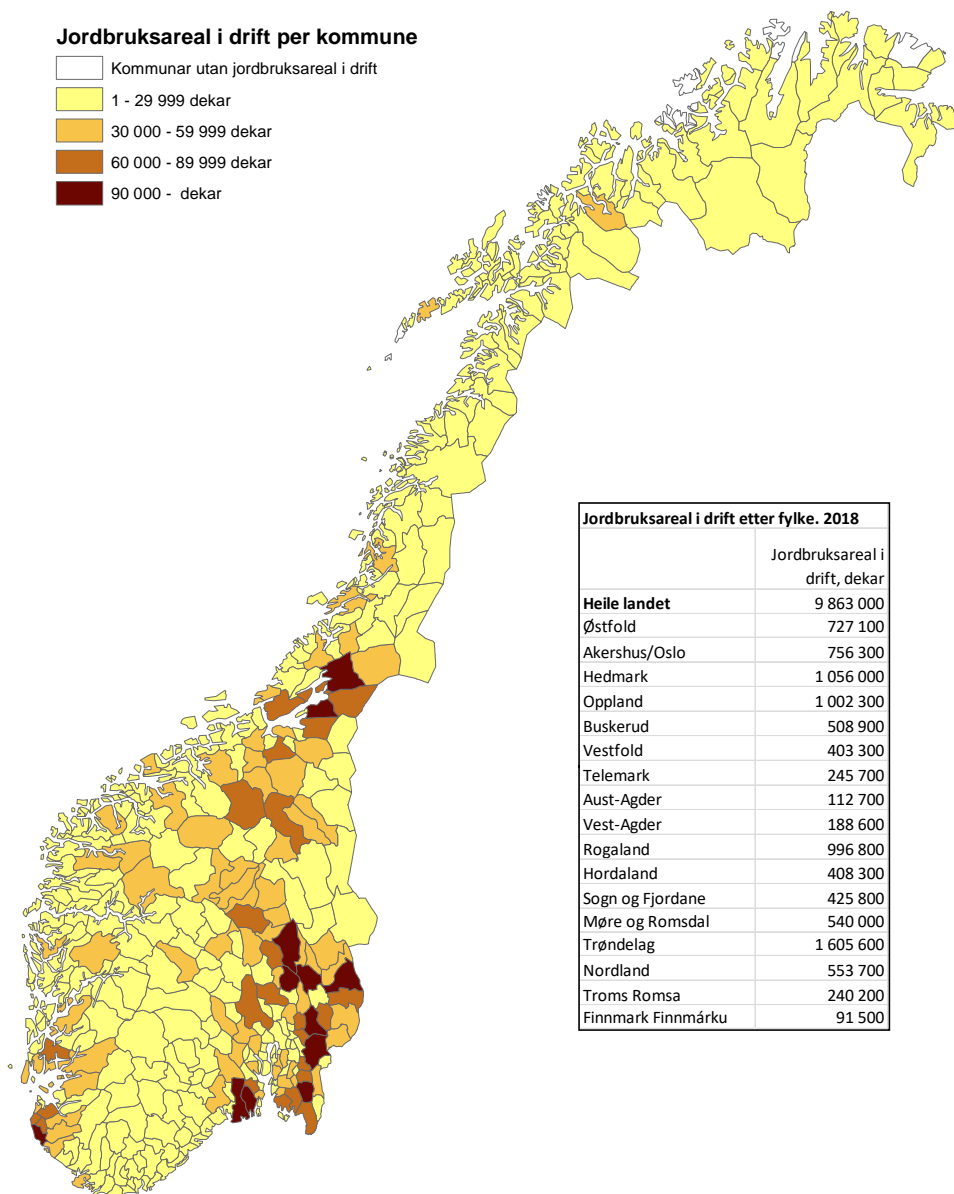 Jordbruksareal i drift per kommune
Kommunar utan jordbruksareal i drift
1 - 29 999 dekar
30 000 - 59 999 dekar
60 000 - 89 999 dekar
90 000 - dekar
Jordbruksareal i drift etter fylke. 2018
Jordbruksareal i
drift, dekar
Heile landet 9 863 000
Østfold 727 100
Akershus/Oslo 756 300
Hedmark 1 056 000
Oppland 1 002 300
Buskerud 508 900
Vestfold 403 300
Telemark 245 700
Aust-Agder 112 700
Vest-Agder 188 600
Rogaland 996 800
Hordaland 408 300
Sogn og Fjordane 425 800
Møre og Romsdal 540 000
Trøndelag 1 605 600
Nordland 553 700
Troms Romsa 240 200
Finnmark Finnmárku 91 500